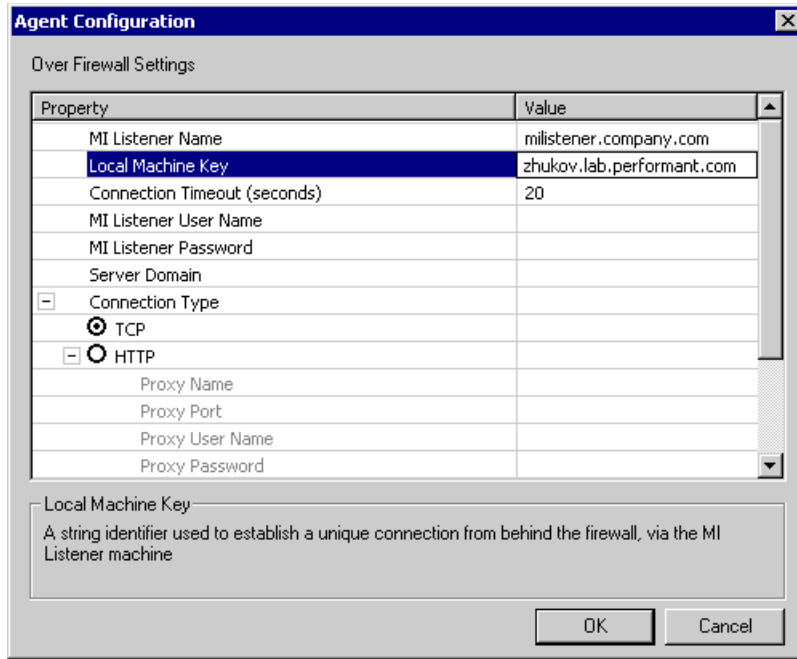 Agent Configuration
Over Firewall Settings
Property Value
MI Listener Name milistener.company.com
Local Machine Key zhukov.lab.performant.com
Connection Timeout (seconds) 20
MI Listener User Name
MI Listener Password
Server Domain
Connection Type
TCP
HTTP
Proxy Name
Proxy Port
Proxy User Name
Proxy Password
Local Machine Key
A string identifier used to establish a unique connection from behind the firewall, via the MI
Listener machine
OK Cancel